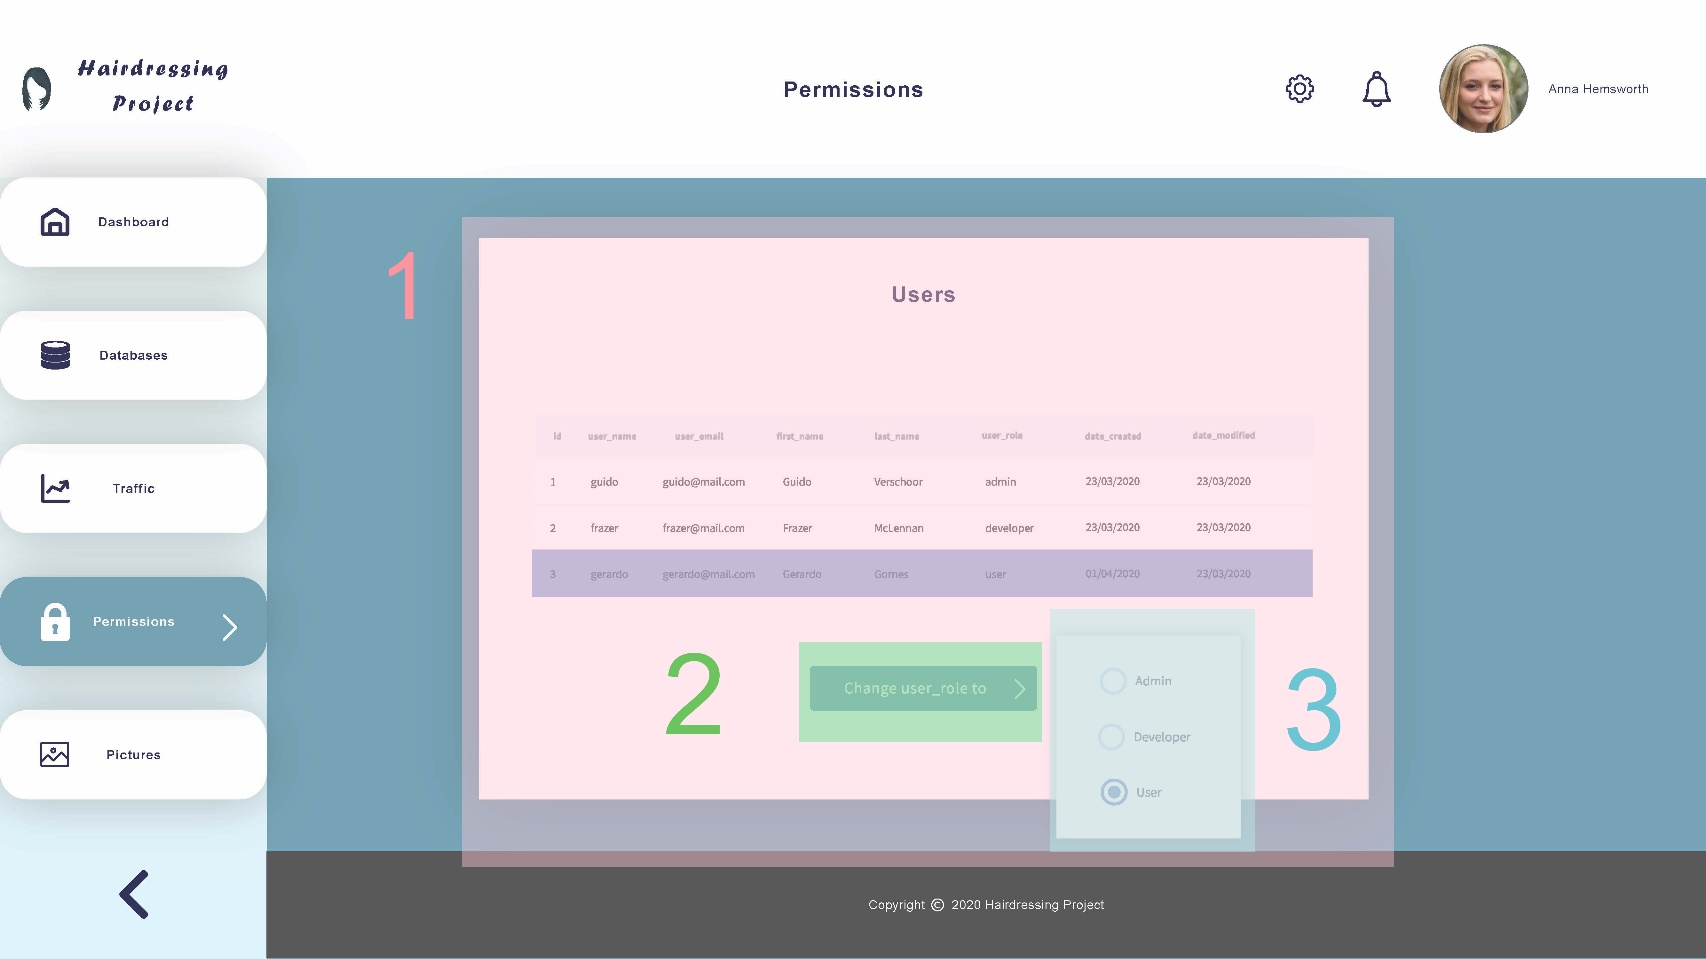 Hairdressing
Project
Permissions
Anna Hemsworth
Dashboard
Databases
Traffic
Permissions
Pictures
1
Users
id user_name user_email first_name last_name user_role date_created date_modified
1 guido guido@mail.com Guido Verschoor admin 23/03/2020 23/03/2020
2 frazer frazer@mail.com Frazer McLennan developer 23/03/2020 23/03/2020
3 gerardo gerardo@mail.com Gerardo Gomes user 01/04/2020 23/03/2020
2
Change user_role to
Admin
Developer
User
3
Copyright © 2020 Hairdressing Project